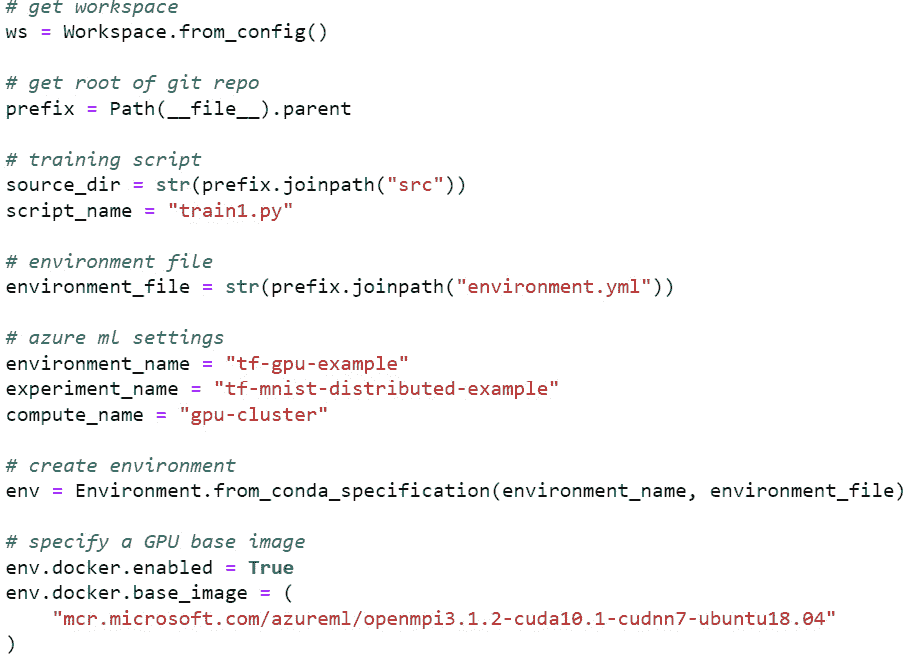 # get workspace
ws = Workspace.from_config()
# get root of git repo
prefix = Path(__file__).parent
# training script
source_dir = str(prefix.joinpath("src"))
script_name = "train1.py"
# environment file
environment_file = str(prefix.joinpath("environment.yml"))
# azure ml settings
environment_name = "tf-gpu-example"
experiment_name = "tf-mnist-distributed-example"
compute_name = "gpu-cluster"
# create environment
env = Environment.from_conda_specification(environment_name, environment_file)
# specify a GPU base image
env.docker.enabled = True
env.docker.base_image = (
    "mcr.microsoft.com/azureml/openmpi3.1.2-cuda10.1-cudnn7-ubuntu18.04"
)